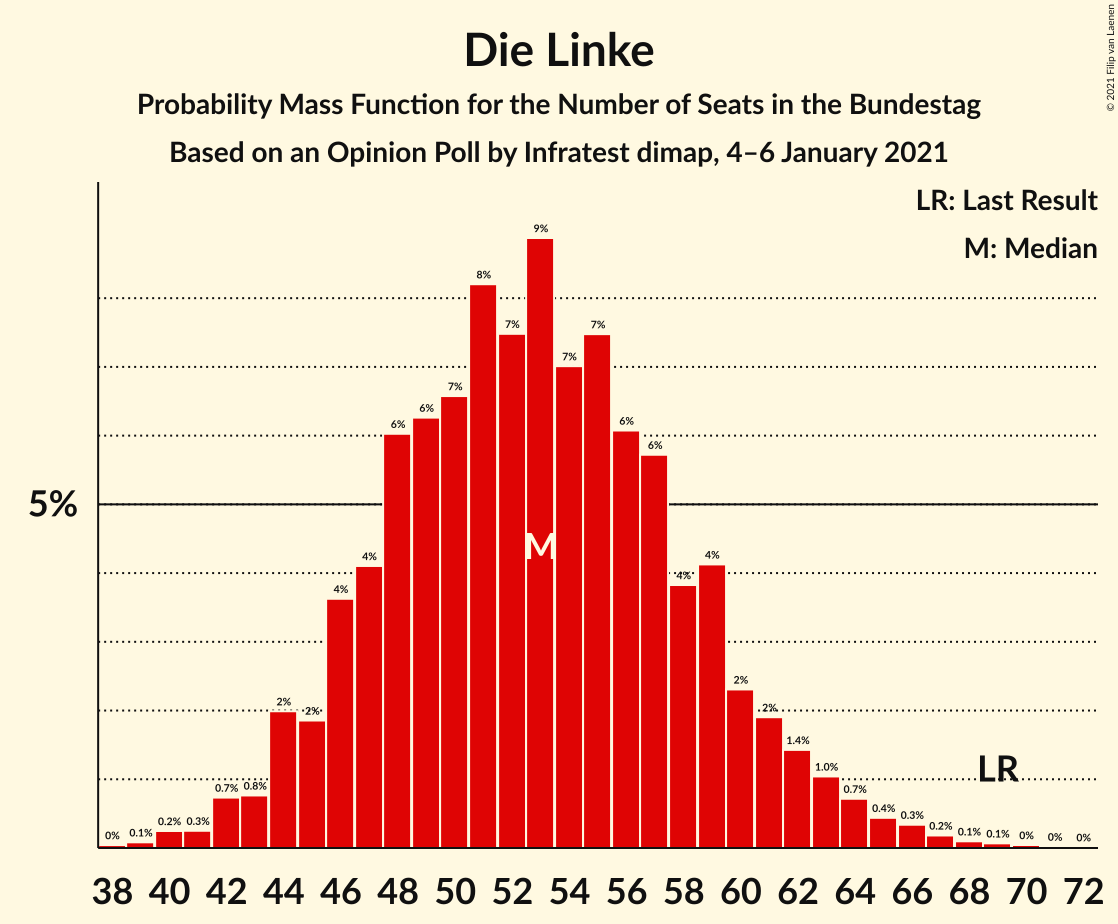 Die Linke
Probability Mass Function for the Number of Seats in the Bundestag
Based on an Opinion Poll by Infratest dimap, 4–6 January 2021
© 2021 Filip van Laenen
LR: Last Result
M: Median
5%
0% 0.1% 0.2% 0.3% 0.7% 0.8% 2% 2% 4% 4% 6% 6% 7% 8% 7% 9% 7% 7% 6% 6% 4% 4% 2% 2% 1.4% 1.0% 0.7% 0.4% 0.3% 0.2% 0.1% 0.1% 0% 0% 0%
M
LR
38 40 42 44 46 48 50 52 54 56 58 60 62 64 66 68 70 72